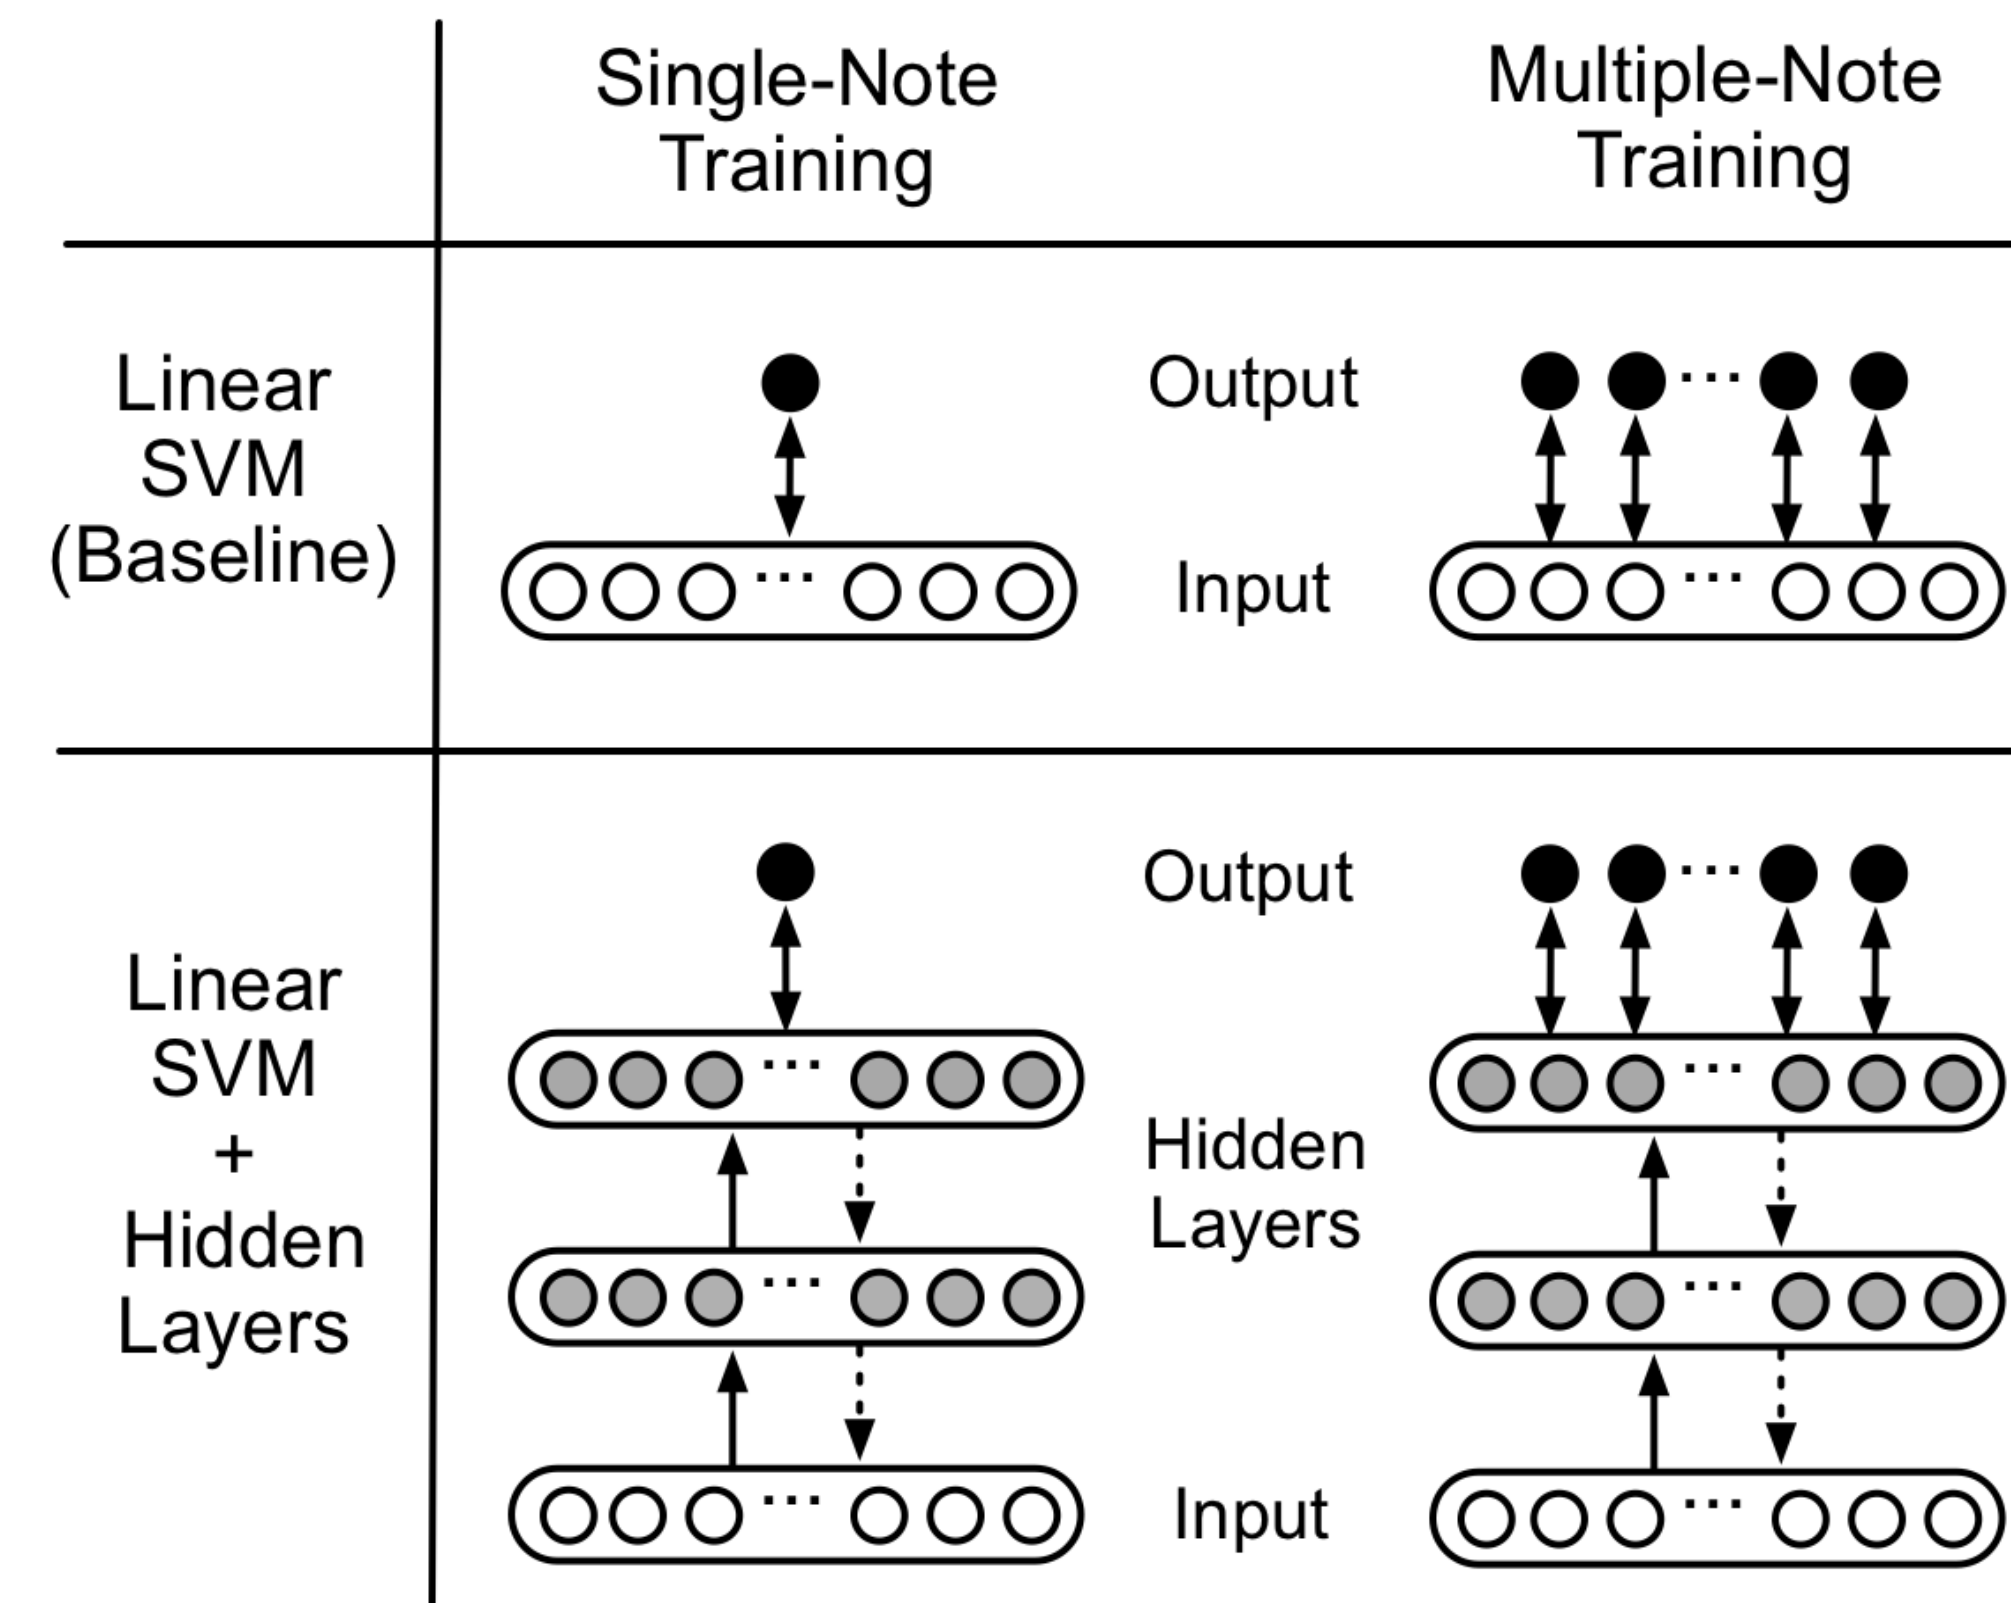 Single-Note
Training
Multiple-Note
Training
Linear
SVM
(Baseline)
Output
...
...
Input
...
Linear
SVM
+
Hidden
Layers
Output
...
...
...
Hidden
Layers
...
...
...
Input
...